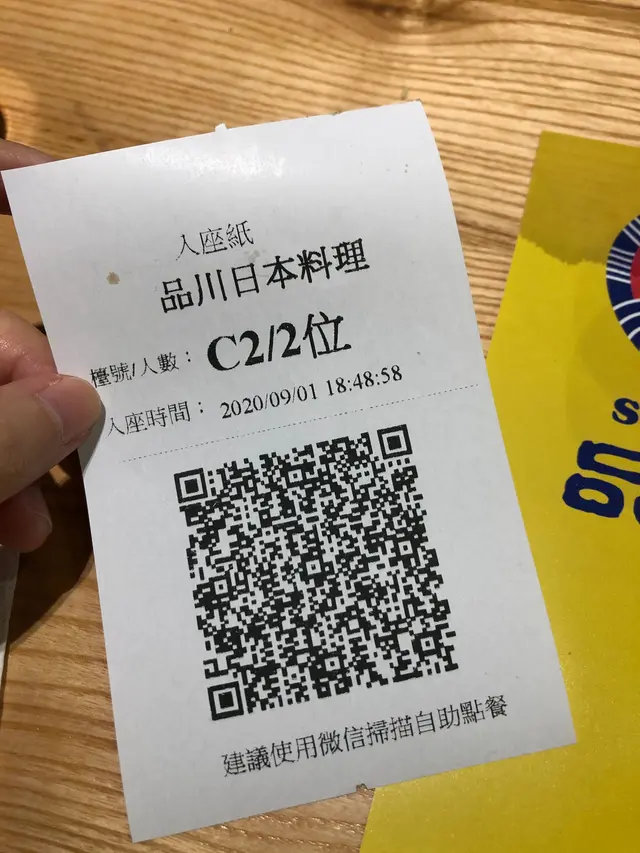 入座紙
品川日本料理
檯號/人數： C2/2位
入座時間： 2020/09/01 18:48:58
建議使用微信掃描自助點餐
S
品